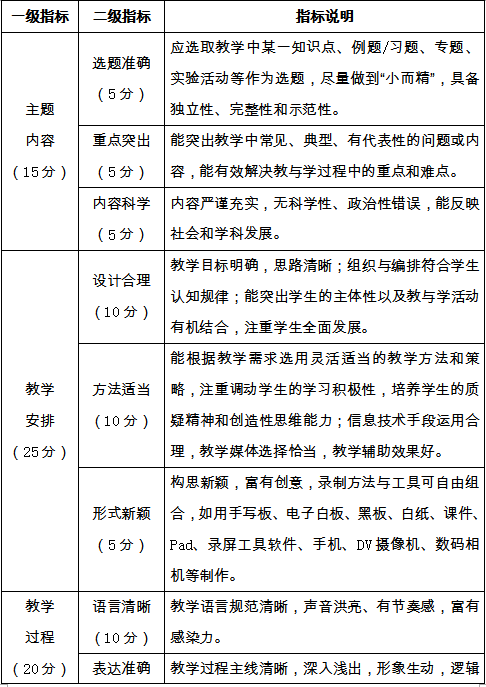 一级指标 二级指标 指标说明
主题
内容
（15分）
选题准确
（5分）
应选取教学中某一知识点、例题/习题、专题、
实验活动等作为选题，尽量做到“小而精”，具备
独立性、完整性和示范性。
重点突出
（5分）
能突出教学中常见、典型、有代表性的问题或内
容，能有效解决教与学过程中的重点和难点。
内容科学
（5分）
内容严谨充实，无科学性、政治性错误，能反映
社会和学科发展。
教学
安排
（25分）
设计合理
（10分）
教学目标明确，思路清晰；组织与编排符合学生
认知规律；能突出学生的主体性以及教与学活动
有机结合，注重学生全面发展。
方法适当
（10分）
能根据教学需求选用灵活适当的教学方法和策
略，注重调动学生的学习积极性，培养学生的质
疑精神和创造性思维能力；信息技术手段运用合
理，教学媒体选择恰当，教学辅助效果好。
形式新颖
（5分）
构思新颖，富有创意，录制方法与工具可自由组
合，如用手写板、电子白板、黑板、白纸、课件、
Pad、录屏工具软件、手机、DV摄像机、数码相
机等制作。
教学
过程
（20分）
语言清晰
（10分）
教学语言规范清晰，声音洪亮、有节奏感，富有
感染力。
表达准确
教学过程主线清晰，深入浅出，形象生动，逻辑